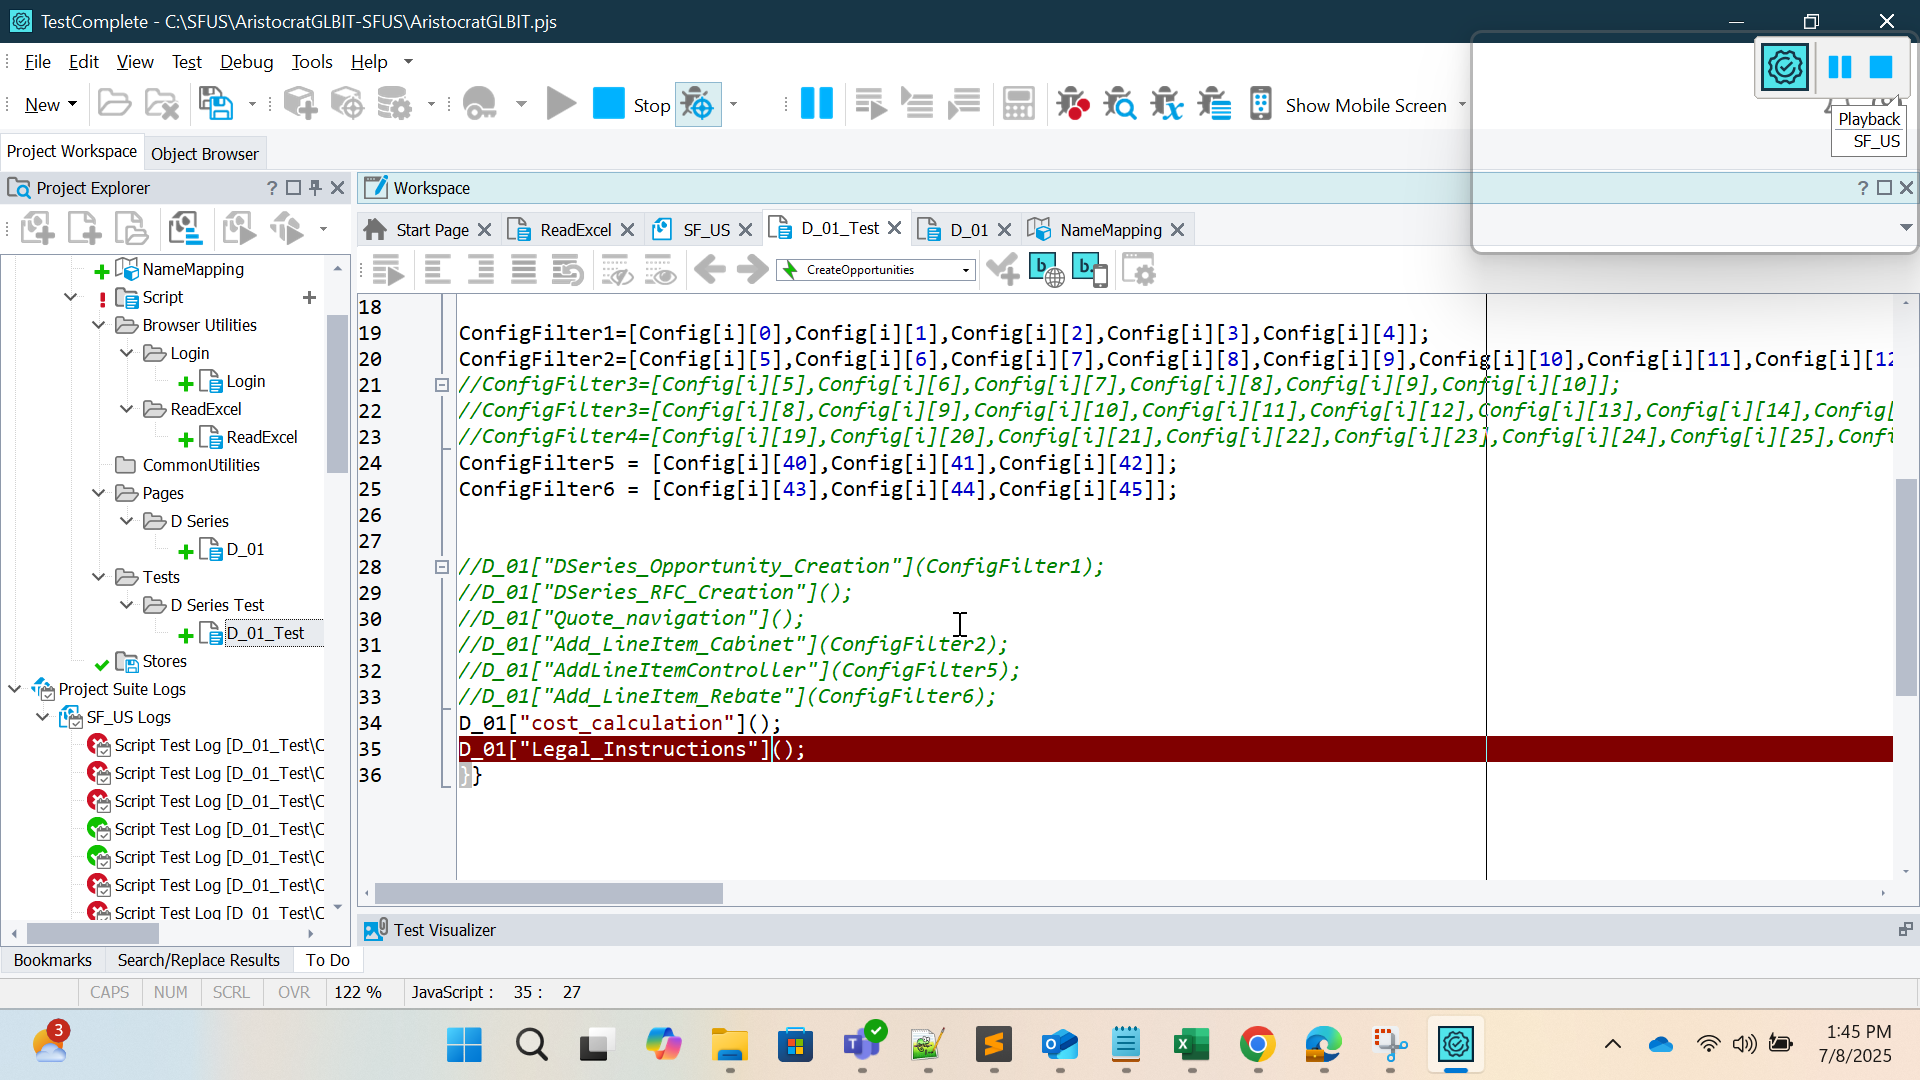 TestComplete - C:\SFUS\AristocratGLBIT-SFUS\AristocratGLBIT.pjs
File Edit View Test Debug Tools Help
New Stop Show Mobile Screen
Playback
SF_US
Project Workspace Object Browser
Project Explorer ?
Workspace ?
Start Page ReadExcel SF_US D_01_Test D_01 NameMapping
CreateOpportunities
NameMapping
Script
Browser Utilities
Login
Login
ReadExcel
ReadExcel
CommonUtilities
Pages
D Series
D_01
Tests
D Series Test
D_01_Test
Stores
Project Suite Logs
SF_US Logs
Script Test Log [D_01_Test\C
Script Test Log [D_01_Test\C
Script Test Log [D_01_Test\C
Script Test Log [D_01_Test\C
Script Test Log [D_01_Test\C
Script Test Log [D_01_Test\C
Script Test Log [D_01_Test\C
18
19 ConfigFilter1=[Config[i][0],Config[i][1],Config[i][2],Config[i][3],Config[i][4]];
20 ConfigFilter2=[Config[i][5],Config[i][6],Config[i][7],Config[i][8],Config[i][9],Config[i][10],Config[i][11],Config[i][12
21 //ConfigFilter3=[Config[i][5],Config[i][6],Config[i][7],Config[i][8],Config[i][9],Config[i][10]];
22 //ConfigFilter3=[Config[i][8],Config[i][9],Config[i][10],Config[i][11],Config[i][12],Config[i][13],Config[i][14],Config[
23 //ConfigFilter4=[Config[i][19],Config[i][20],Config[i][21],Config[i][22],Config[i][23],Config[i][24],Config[i][25],Confi
24 ConfigFilter5 = [Config[i][40],Config[i][41],Config[i][42]];
25 ConfigFilter6 = [Config[i][43],Config[i][44],Config[i][45]];
26
27
28 //D_01["DSeries_Opportunity_Creation"](ConfigFilter1);
29 //D_01["DSeries_RFC_Creation"]();
30 //D_01["Quote_navigation"]();
31 //D_01["Add_LineItem_Cabinet"](ConfigFilter2);
32 //D_01["AddLineItemController"](ConfigFilter5);
33 //D_01["Add_LineItem_Rebate"](ConfigFilter6);
34 D_01["cost_calculation"]();
35 D_01["Legal_Instructions"]();
36 }}
Test Visualizer
Bookmarks Search/Replace Results To Do
CAPS NUM SCRL OVR 122 % JavaScript : 35 : 27
3
1:45 PM
7/8/2025